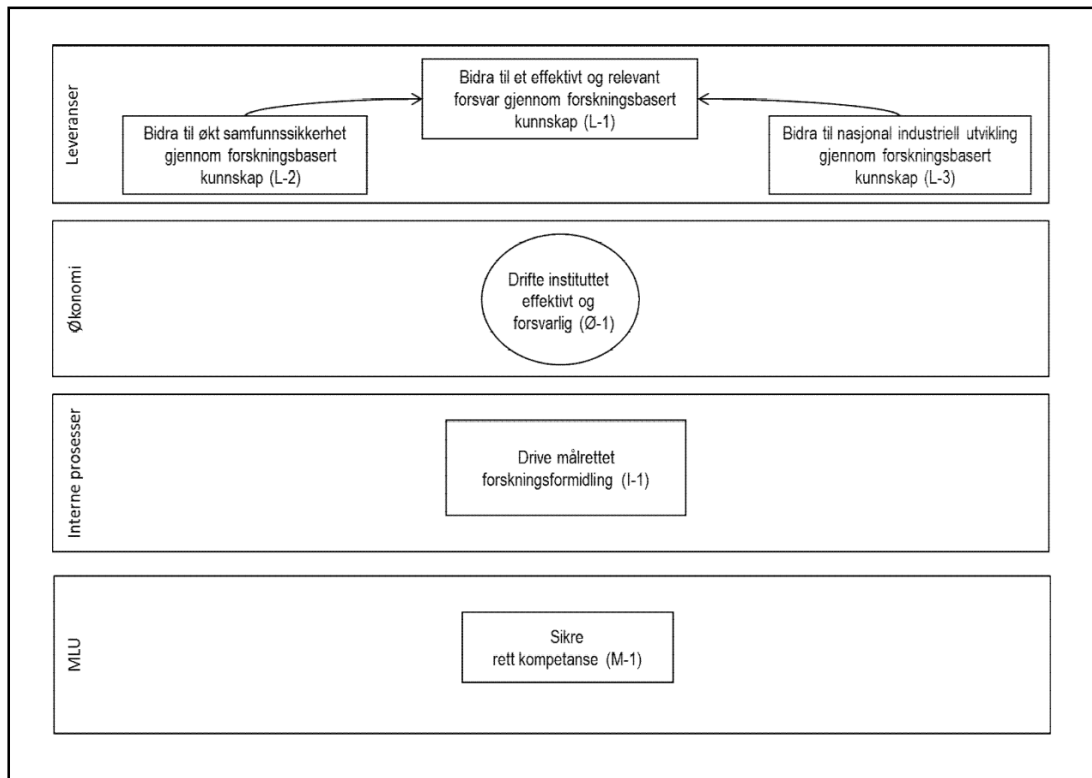 Leveranser
Bidra til et effektivt og relevant
forsvar gjennom forskningsbasert
kunnskap (L-1)
Bidra til økt samfunnssikkerhet
gjennom forskningsbasert
kunnskap (L-2)
Bidra til nasjonal industriell utvikling
gjennom forskningsbasert
kunnskap (L-3)
Økonomi
Drifte instituttet
effektivt og
forsvarlig (Ø-1)
Interne prosesser
Drive målrettet
forskningsformidling (I-1)
MLU
Sikre
rett kompetanse (M-1)